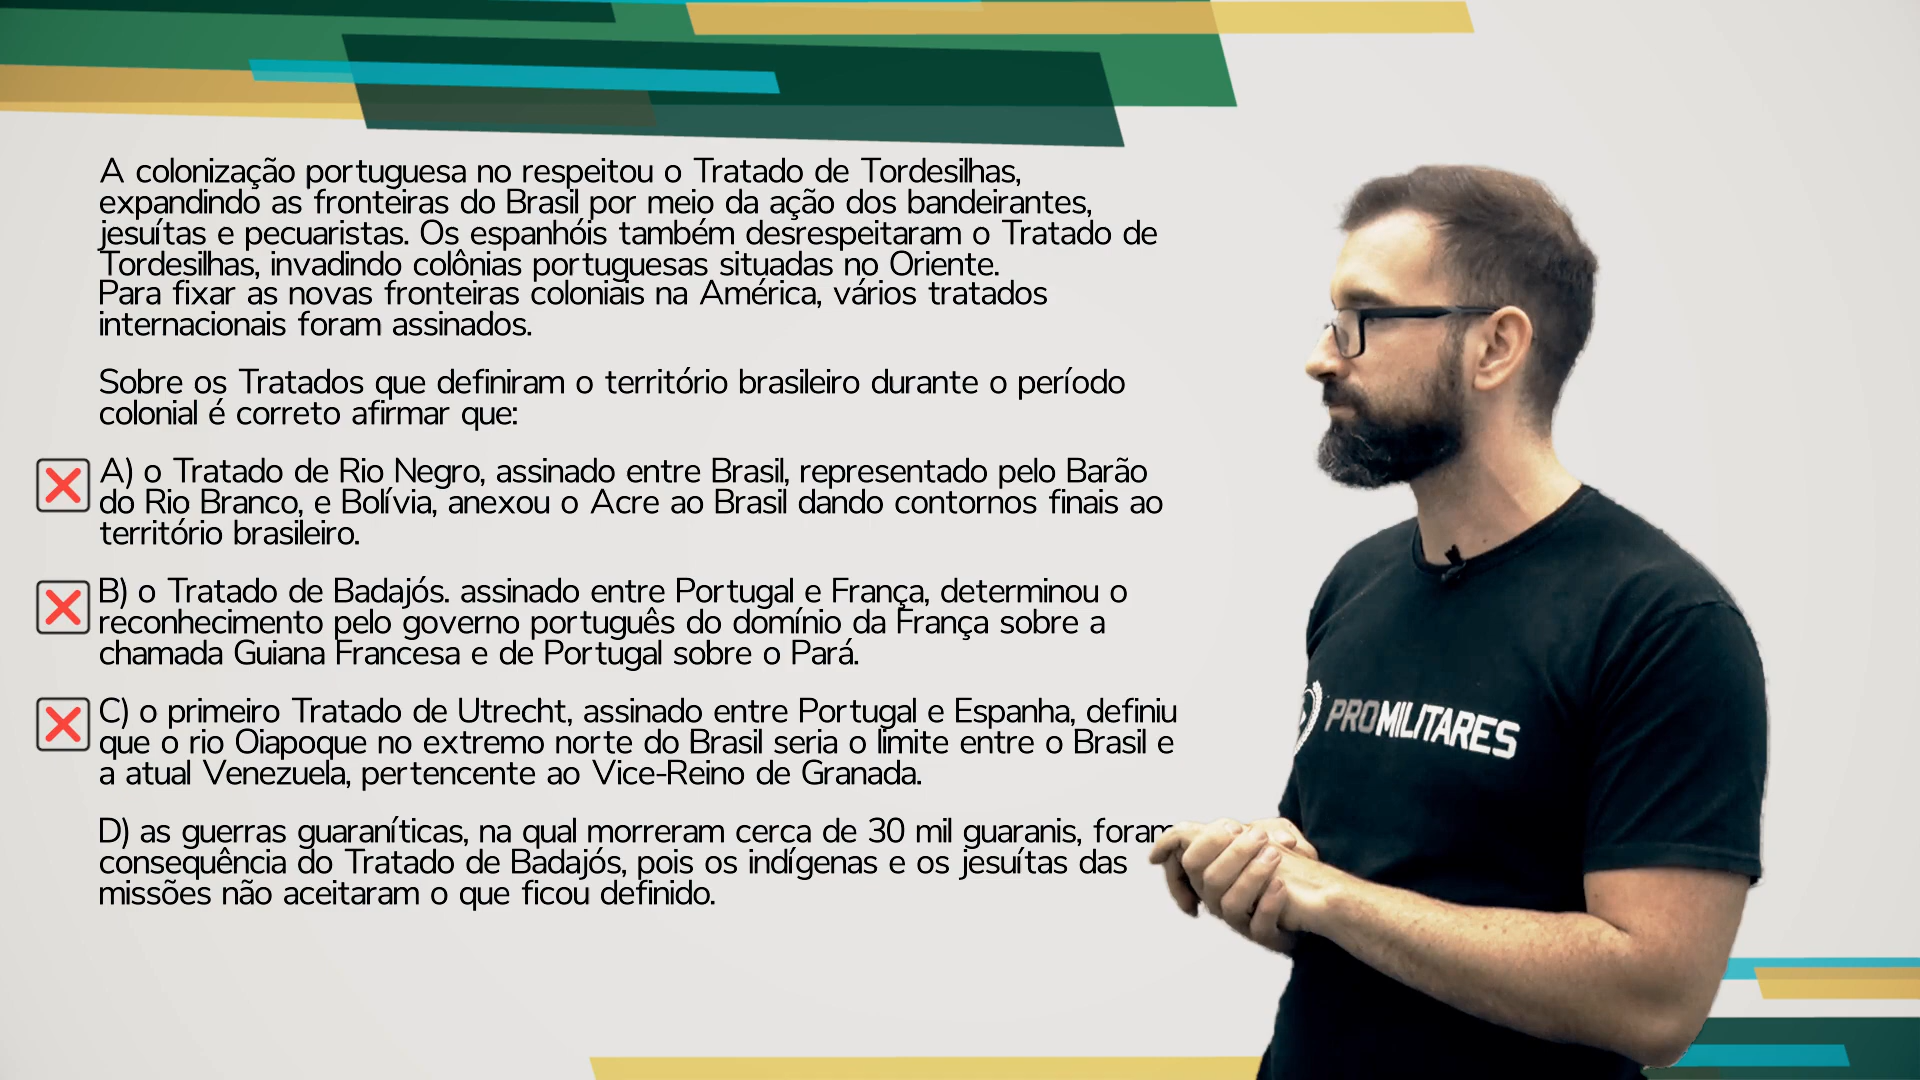 A colonização portuguesa no respeitou o Tratado de Tordesilhas,
expandindo as fronteiras do Brasil por meio da ação dos bandeirantes,
jesuítas e pecuaristas. Os espanhóis também desrespeitaram o Tratado de
Tordesilhas, invadindo colônias portuguesas situadas no Oriente.
Para fixar as novas fronteiras coloniais na América, vários tratados
internacionais foram assinados.
Sobre os Tratados que definiram o território brasileiro durante o período
colonial é correto afirmar que:
A) o Tratado de Rio Negro, assinado entre Brasil, representado pelo Barão
do Rio Branco, e Bolívia, anexou o Acre ao Brasil dando contornos finais ao
território brasileiro.
B) o Tratado de Badajós. assinado entre Portugal e França, determinou o
reconhecimento pelo governo português do domínio da França sobre a
chamada Guiana Francesa e de Portugal sobre o Pará.
C) o primeiro Tratado de Utrecht, assinado entre Portugal e Espanha, definiu
que o rio Oiapoque no extremo norte do Brasil seria o limite entre o Brasil e
a atual Venezuela, pertencente ao Vice-Reino de Granada.
D) as guerras guaraníticas, na qual morreram cerca de 30 mil guaranis, foram
consequência do Tratado de Badajós, pois os indígenas e os jesuítas das
missões não aceitaram o que ficou definido.
PROMILITARES